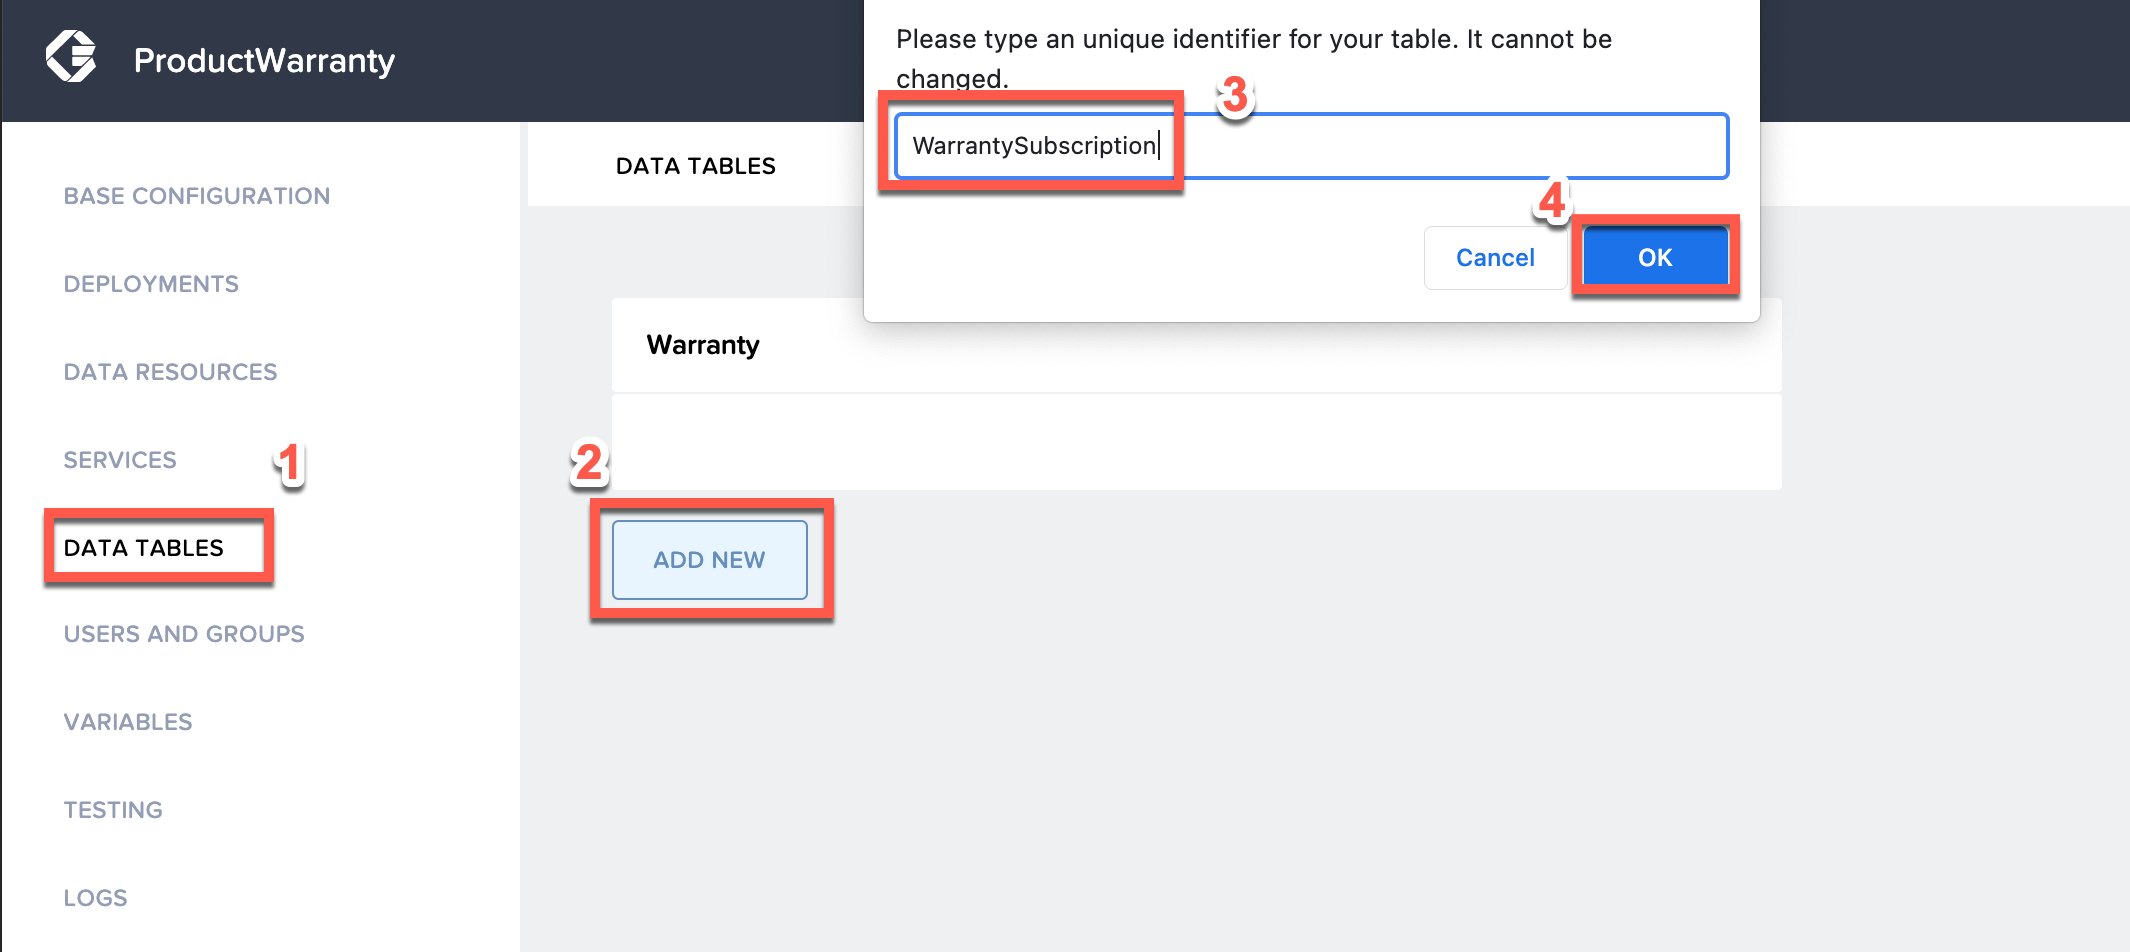 ProductWarranty
Please type an unique identifier for your table. It cannot be
changed.
3
WarrantySubscription
4
Cancel
OK
BASE CONFIGURATION
DEPLOYMENTS
DATA RESOURCES
SERVICES
1
DATA TABLES
USERS AND GROUPS
VARIABLES
TESTING
LOGS
DATA TABLES
Warranty
2
ADD NEW